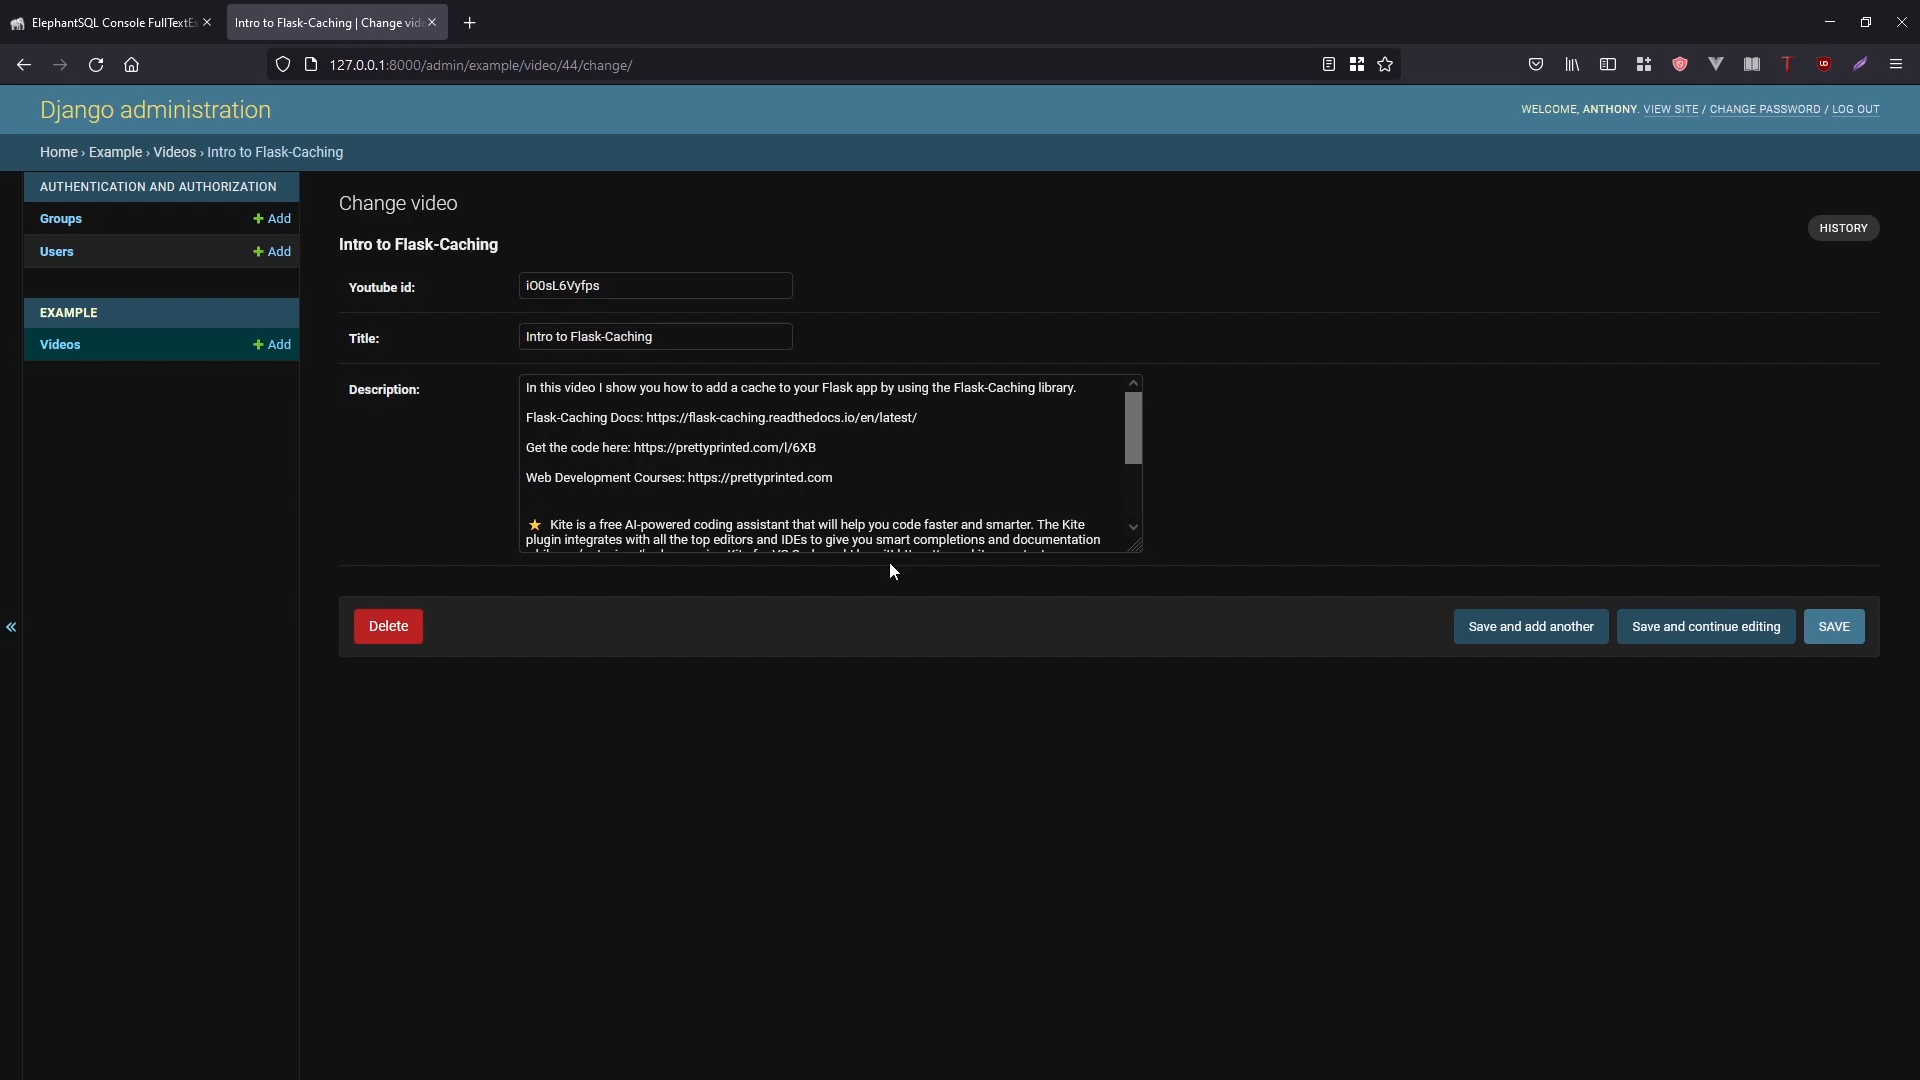 ElephantSQL Console FullTextEx
Intro to Flask-Caching | Change vide
127.0.0.1:8000/admin/example/video/44/change/
Django administration
WELCOME, ANTHONY. VIEW SITE / CHANGE PASSWORD / LOG OUT
Home › Example › Videos › Intro to Flask-Caching
AUTHENTICATION AND AUTHORIZATION
Groups + Add
Users + Add
EXAMPLE
Videos + Add
«
Change video
HISTORY
Intro to Flask-Caching
Youtube id: iO0sL6Vyfps
Title: Intro to Flask-Caching
Description: In this video I show you how to add a cache to your Flask app by using the Flask-Caching library.
Flask-Caching Docs: https://flask-caching.readthedocs.io/en/latest/
Get the code here: https://prettyprinted.com/l/6XB
Web Development Courses: https://prettyprinted.com
⭐ Kite is a free AI-powered coding assistant that will help you code faster and smarter. The Kite
plugin integrates with all the top editors and IDEs to give you smart completions and documentation
Delete
Save and add another
Save and continue editing
SAVE